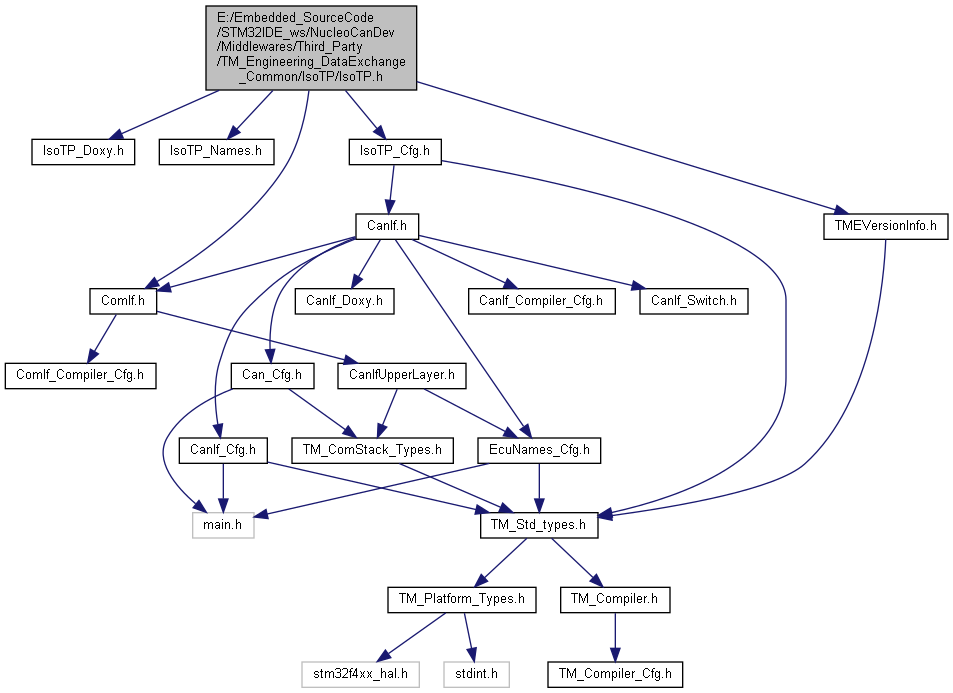 E:/Embedded_SourceCode
/STM32IDE_ws/NucleoCanDev
/Middlewares/Third_Party
/TM_Engineering_DataExchange
_Common/IsoTP/IsoTP.h
IsoTP_Doxy.h
IsoTP_Names.h
IsoTP_Cfg.h
CanIf.h
TMEVersionInfo.h
ComIf.h
CanIf_Doxy.h
CanIf_Compiler_Cfg.h
CanIf_Switch.h
ComIf_Compiler_Cfg.h
Can_Cfg.h
CanIfUpperLayer.h
CanIf_Cfg.h
TM_ComStack_Types.h
EcuNames_Cfg.h
main.h
TM_Std_types.h
TM_Platform_Types.h
TM_Compiler.h
stm32f4xx_hal.h
stdint.h
TM_Compiler_Cfg.h